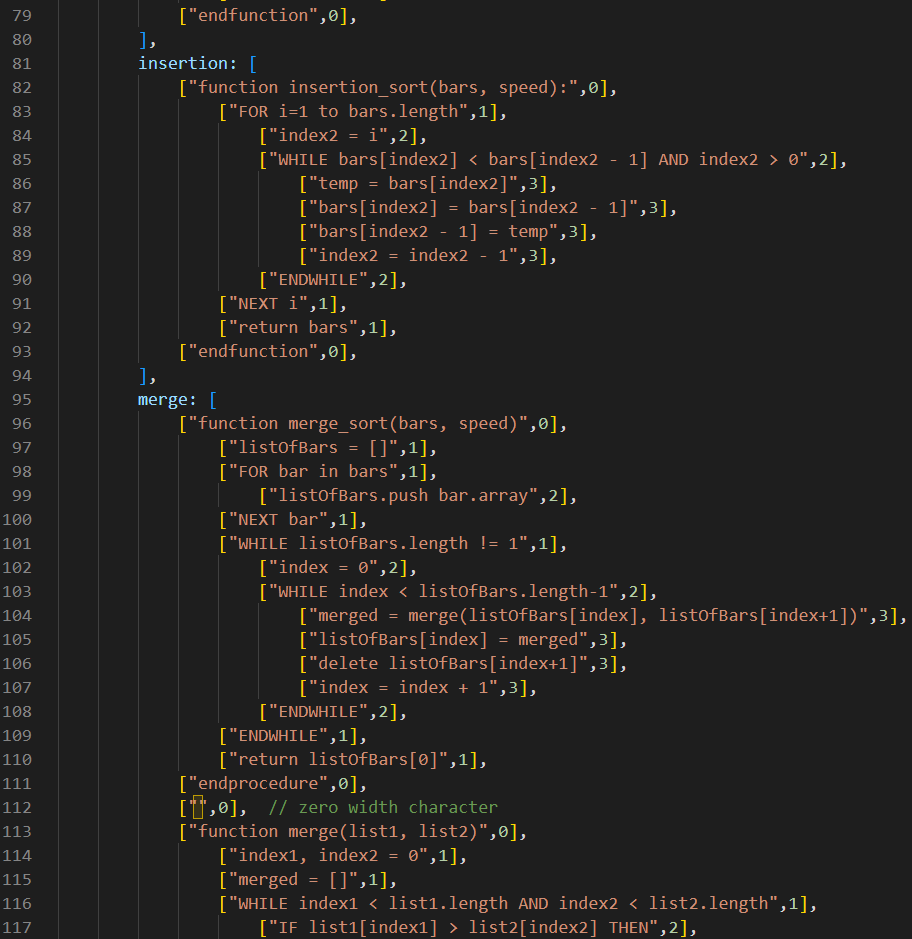 79 ["endfunction",0],
80 ],
81 insertion: [
82 ["function insertion_sort(bars, speed):",0],
83 ["FOR i=1 to bars.length",1],
84 ["index2 = i",2],
85 ["WHILE bars[index2] < bars[index2 - 1] AND index2 > 0",2],
86 ["temp = bars[index2]",3],
87 ["bars[index2] = bars[index2 - 1]",3],
88 ["bars[index2 - 1] = temp",3],
89 ["index2 = index2 - 1",3],
90 ["ENDWHILE",2],
91 ["NEXT i",1],
92 ["return bars",1],
93 ["endfunction",0],
94 ],
95 merge: [
96 ["function merge_sort(bars, speed)",0],
97 ["listOfBars = []",1],
98 ["FOR bar in bars",1],
99 ["listOfBars.push bar.array",2],
100 ["NEXT bar",1],
101 ["WHILE listOfBars.length != 1",1],
102 ["index = 0",2],
103 ["WHILE index < listOfBars.length-1",2],
104 ["merged = merge(listOfBars[index], listOfBars[index+1])",3],
105 ["listOfBars[index] = merged",3],
106 ["delete listOfBars[index+1]",3],
107 ["index = index + 1",3],
108 ["ENDWHILE",2],
109 ["ENDWHILE",1],
110 ["return listOfBars[0]",1],
111 ["endprocedure",0],
112 ["",0], // zero width character
113 ["function merge(list1, list2)",0],
114 ["index1, index2 = 0",1],
115 ["merged = []",1],
116 ["WHILE index1 < list1.length AND index2 < list2.length",1],
117 ["IF list1[index1] > list2[index2] THEN",2],